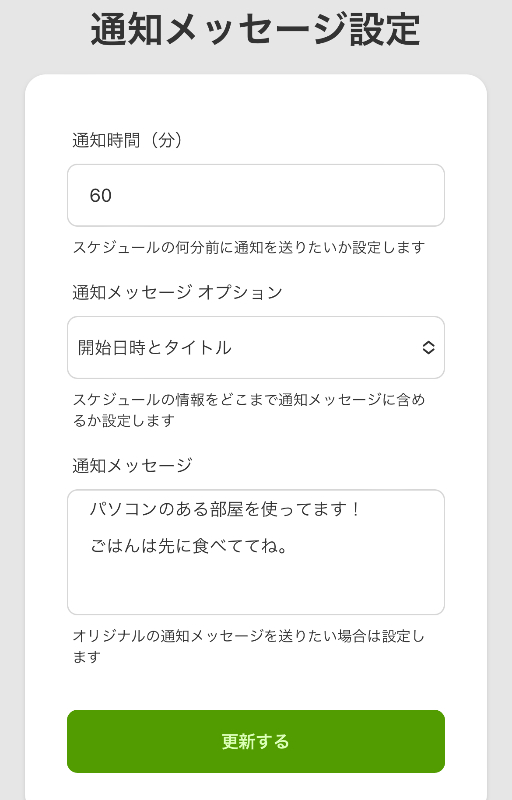 通知メッセージ設定
通知時間（分）
60
スケジュールの何分前に通知を送りたいか設定します
通知メッセージ オプション
開始日時とタイトル
スケジュールの情報をどこまで通知メッセージに含め
るか設定します
通知メッセージ
パソコンのある部屋を使ってます！
ごはんは先に食べててね。
オリジナルの通知メッセージを送りたい場合は設定し
ます
更新する